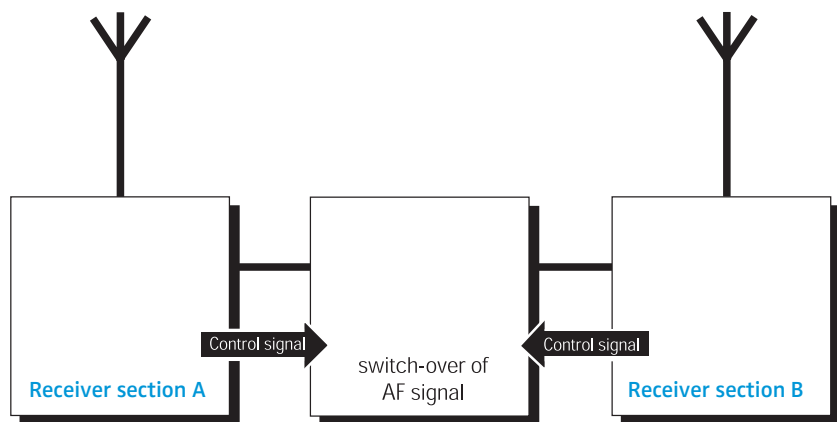 Control signal
Control signal
switch-over of
AF signal
Receiver section A
Receiver section B